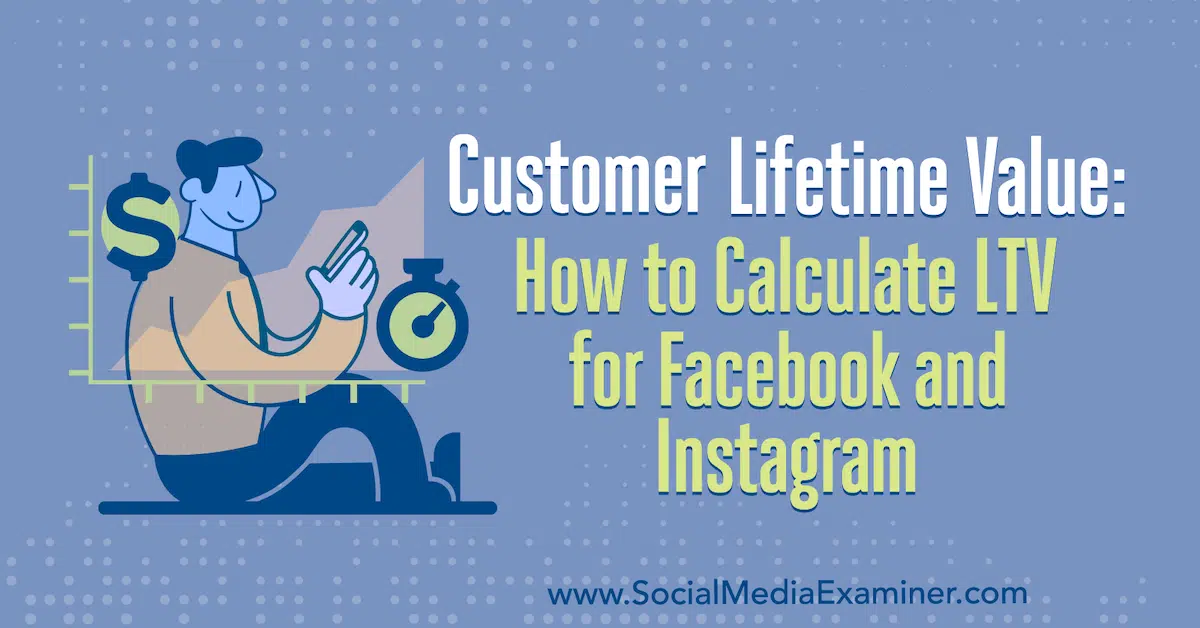 Customer Lifetime Value:
How to Calculate LTV
for Facebook and
Instagram
$
www.SocialMediaExaminer.com